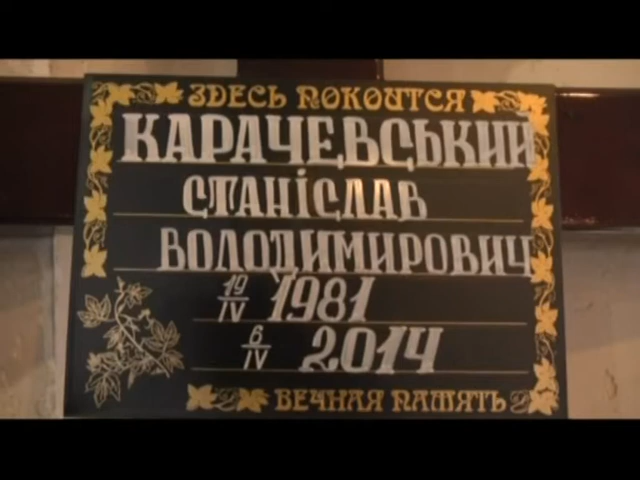 ЗДЕСЬ ПОКОИТСЯ
КАРАЧЕВСЬКИЙ
СТАНІСЛАВ
ВОЛОДИМИРОВИЧ
19/IV 1981
6/IV 2014
ВЕЧНАЯ ПАМЯТЬ